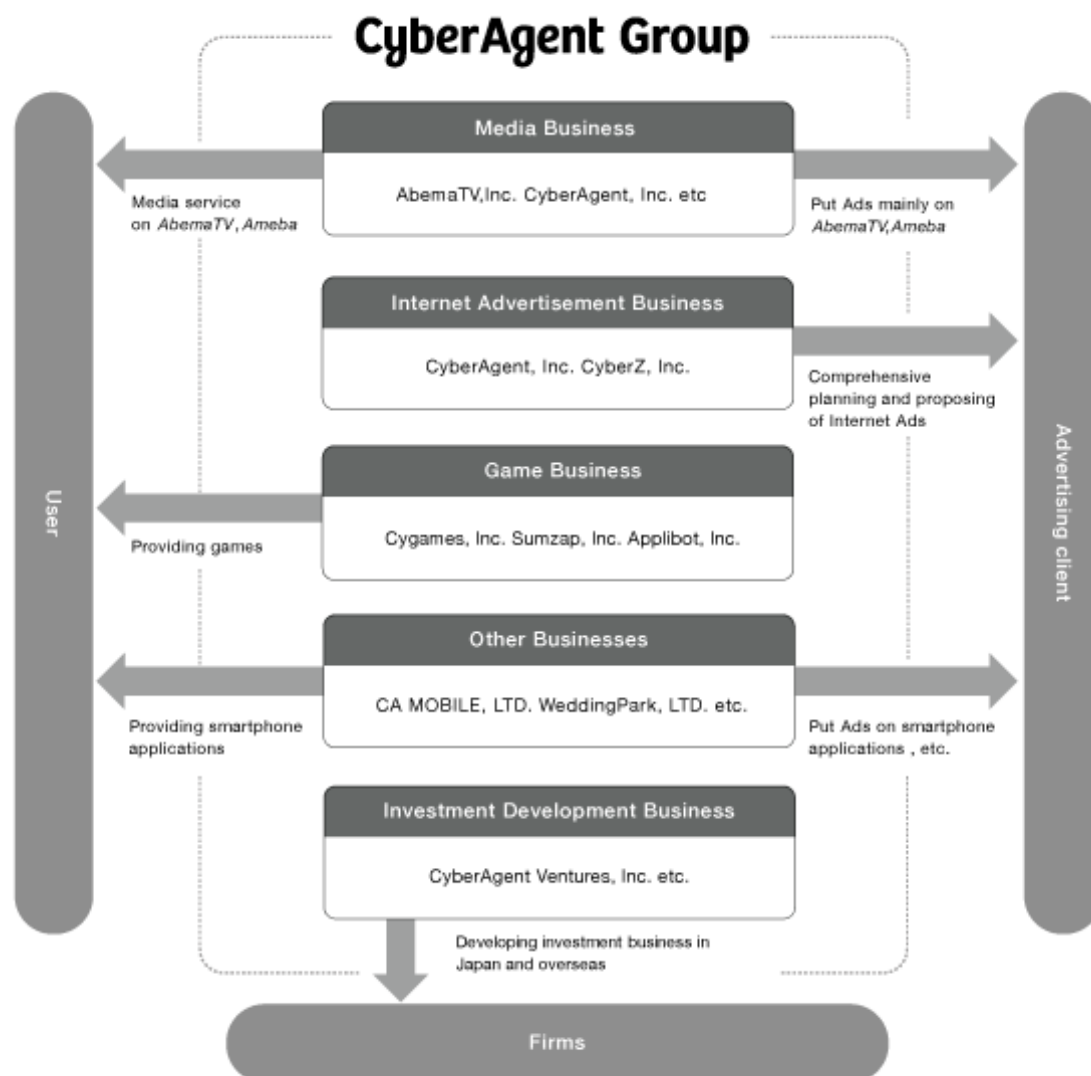 CyberAgent Group
Media Business
AbemaTV,Inc. CyberAgent, Inc. etc
Media service
on AbemaTV, Ameba
Put Ads mainly on
AbemaTV,Ameba
Internet Advertisement Business
CyberAgent, Inc. CyberZ, Inc.
Comprehensive
planning and proposing
of Internet Ads
Game Business
Cygames, Inc. Sumzap, Inc. Applibot, Inc.
Providing games
User
Advertising client
Other Businesses
CA MOBILE, LTD. WeddingPark, LTD. etc.
Providing smartphone
applications
Put Ads on smartphone
applications , etc.
Investment Development Business
CyberAgent Ventures, Inc. etc.
Developing investment business in
Japan and overseas
Firms